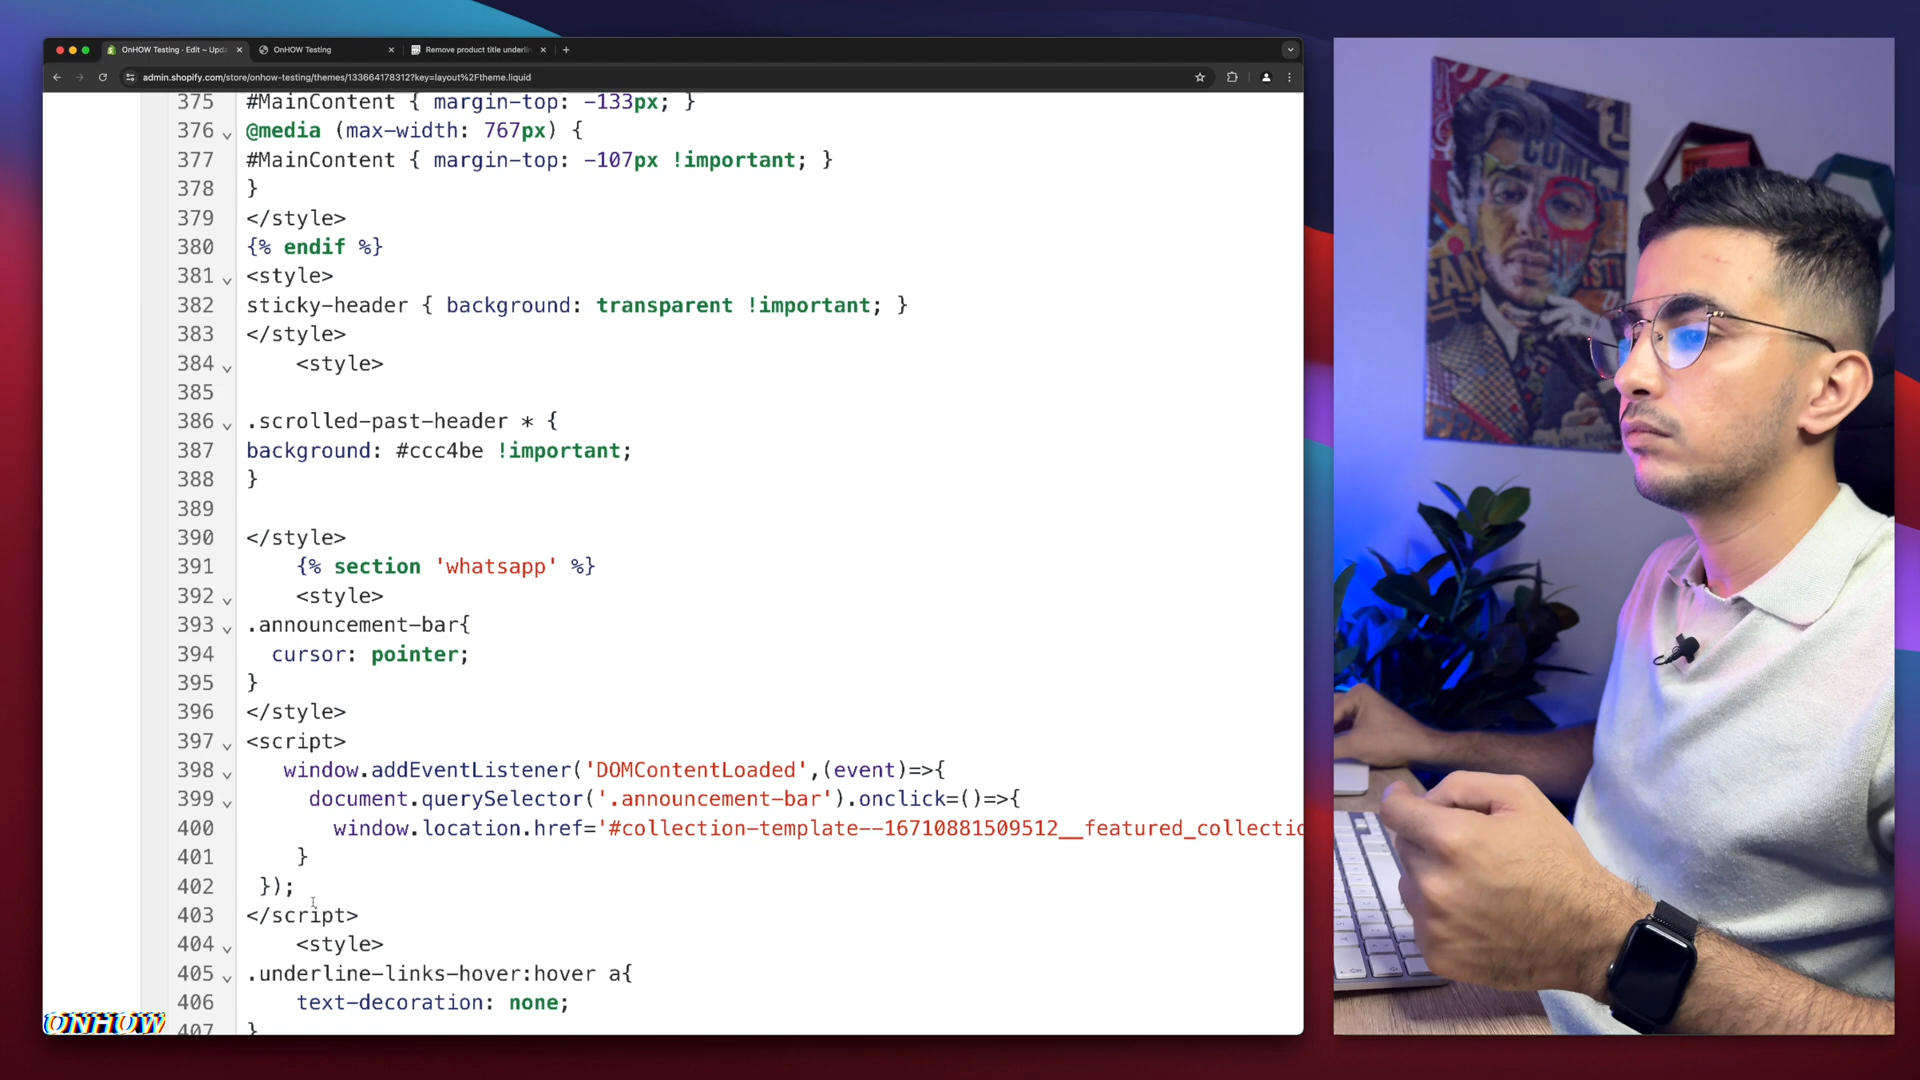 OnHOW Testing · Edit ~ Upda
OnHOW Testing
Remove product title underlin
admin.shopify.com/store/onhow-testing/themes/133664178312?key=layout%2Ftheme.liquid
375 #MainContent { margin-top: -133px; }
376 @media (max-width: 767px) {
377 #MainContent { margin-top: -107px !important; }
378 }
379 </style>
380 {% endif %}
381 <style>
382 sticky-header { background: transparent !important; }
383 </style>
384 <style>
385
386 .scrolled-past-header * {
387 background: #ccc4be !important;
388 }
389
390 </style>
391 {% section 'whatsapp' %}
392 <style>
393 .announcement-bar{
394 cursor: pointer;
395 }
396 </style>
397 <script>
398 window.addEventListener('DOMContentLoaded',(event)=>{
399 document.querySelector('.announcement-bar').onclick=()=>{
400 window.location.href='#collection-template--16710881509512__featured_collectio
401 }
402 });
403 </script>
404 <style>
405 .underline-links-hover:hover a{
406 text-decoration: none;
407 }
ONHOW